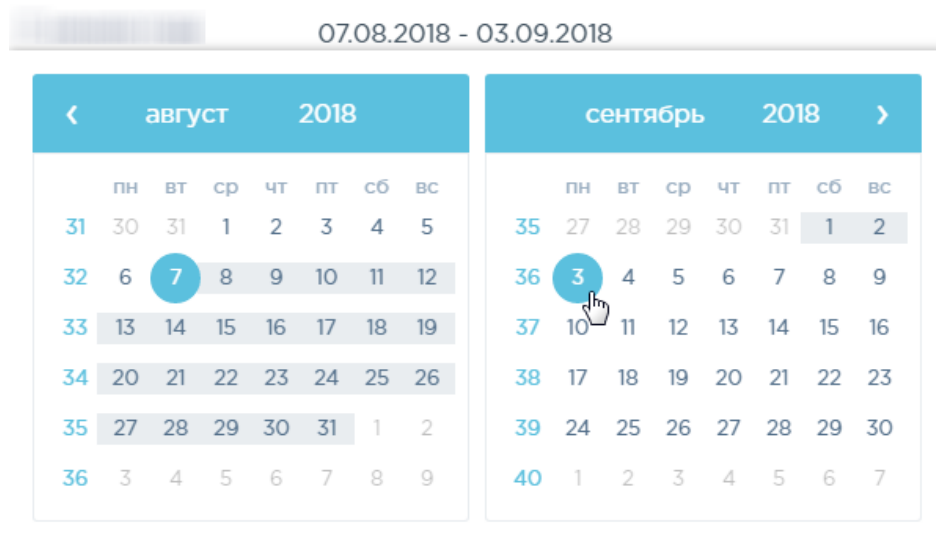 07.08.2018 - 03.09.2018
август 2018
пн вт ср чт пт сб вс
31 30 31 1 2 3 4 5
32 6 7 8 9 10 11 12
33 13 14 15 16 17 18 19
34 20 21 22 23 24 25 26
35 27 28 29 30 31 1 2
36 3 4 5 6 7 8 9
сентябрь 2018
пн вт ср чт пт сб вс
35 27 28 29 30 31 1 2
36 3 4 5 6 7 8 9
37 10 11 12 13 14 15 16
38 17 18 19 20 21 22 23
39 24 25 26 27 28 29 30
40 1 2 3 4 5 6 7